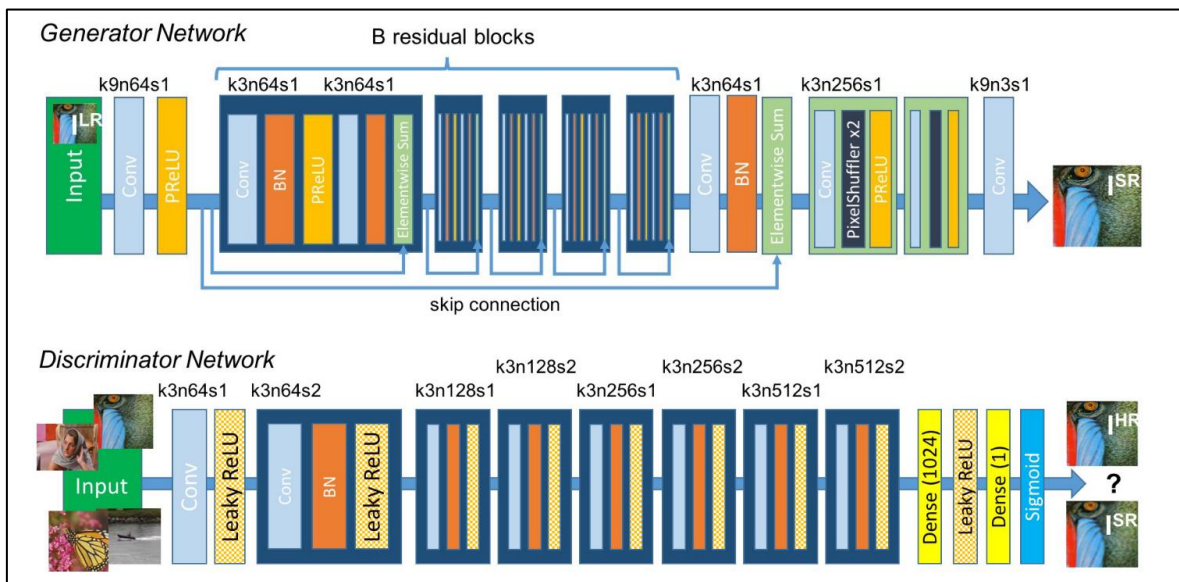 Generator Network
B residual blocks
k9n64s1
k3n64s1
k3n64s1
k3n64s1
k3n256s1
k9n3s1
I^LR
Input
Conv
PReLU
Conv
BN
PReLU
Elementwise Sum
Conv
BN
Elementwise Sum
Conv
PixelShuffler x2
PReLU
Conv
I^SR
skip connection
Discriminator Network
k3n128s2
k3n256s2
k3n512s2
k3n64s1
k3n64s2
k3n128s1
k3n256s1
k3n512s1
Input
Conv
Leaky ReLU
Conv
BN
Leaky ReLU
Dense (1024)
Leaky ReLU
Dense (1)
Sigmoid
I^HR
?
I^SR